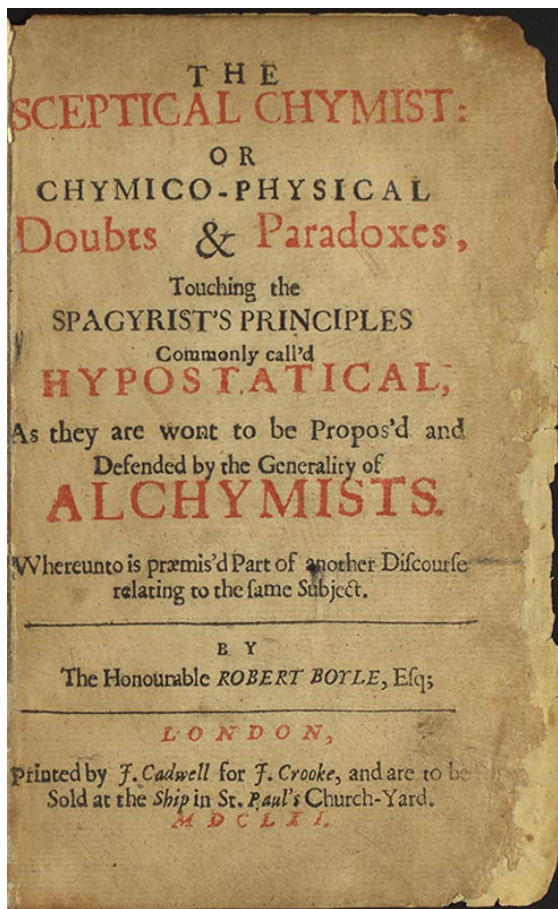 THE
SCEPTICAL CHYMIST:
OR
CHYMICO-PHYSICAL
Doubts & Paradoxes,
Touching the
SPAGYRIST'S PRINCIPLES
Commonly call'd
HYPOSTATICAL,
As they are wont to be Propos'd and
Defended by the Generality of
ALCHYMISTS.
Whereunto is præmis'd Part of another Diſcourſe
relating to the ſame Subject.
BY
The Honourable ROBERT BOYLE, Eſq;
LONDON,
Printed by J. Cadwell for J. Crooke, and are to be
Sold at the Ship in St. Paul's Church-Yard.
MDCLXI.